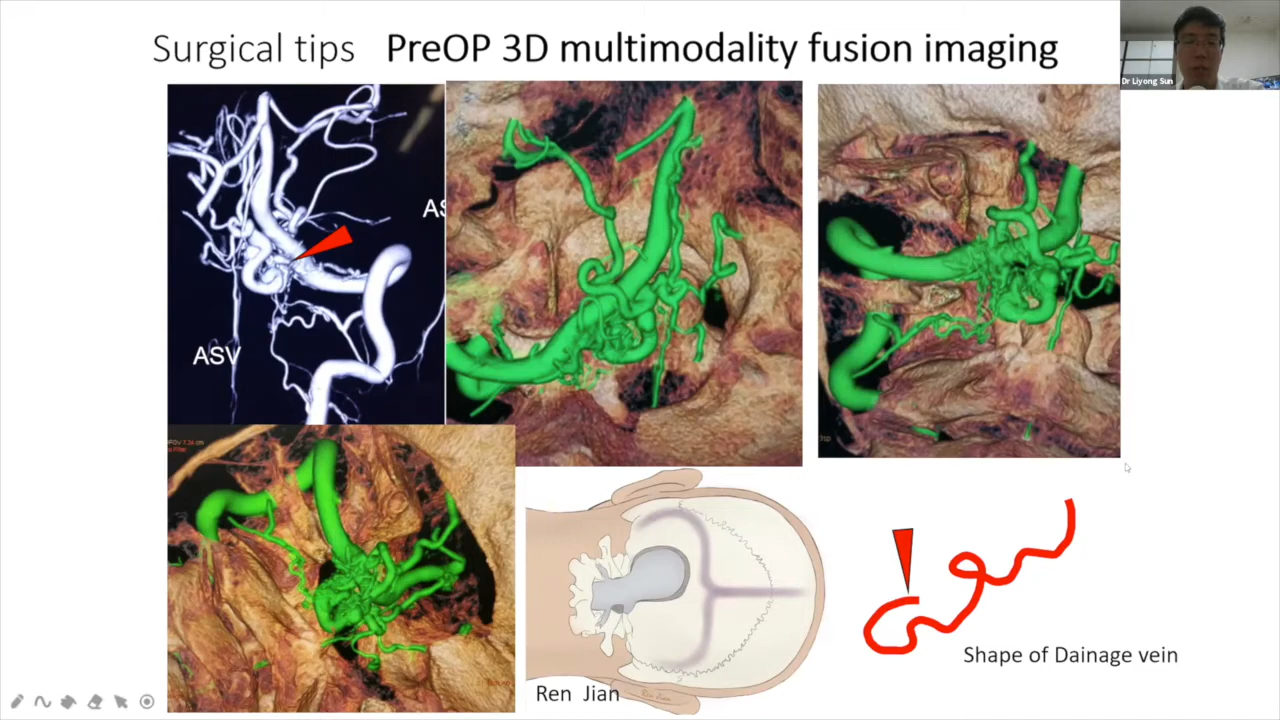 Surgical tips PreOP 3D multimodality fusion imaging
Dr Liyong Sun
AS
ASV
Ren Jian
Shape of Dainage vein